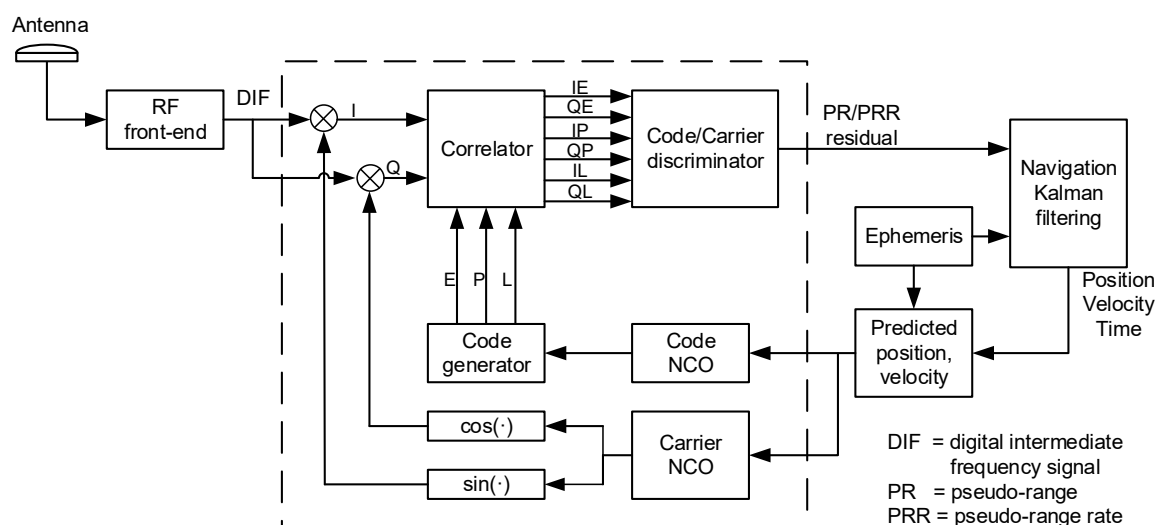 Antenna
RF
front-end
DIF
I
Q
Correlator
IE
QE
IP
QP
IL
QL
Code/Carrier
discriminator
PR/PRR
residual
Navigation
Kalman
filtering
Ephemeris
Position
Velocity
Time
E
P
L
Code
generator
Code
NCO
Predicted
position,
velocity
cos(·)
sin(·)
Carrier
NCO
DIF = digital intermediate
frequency signal
PR = pseudo-range
PRR = pseudo-range rate